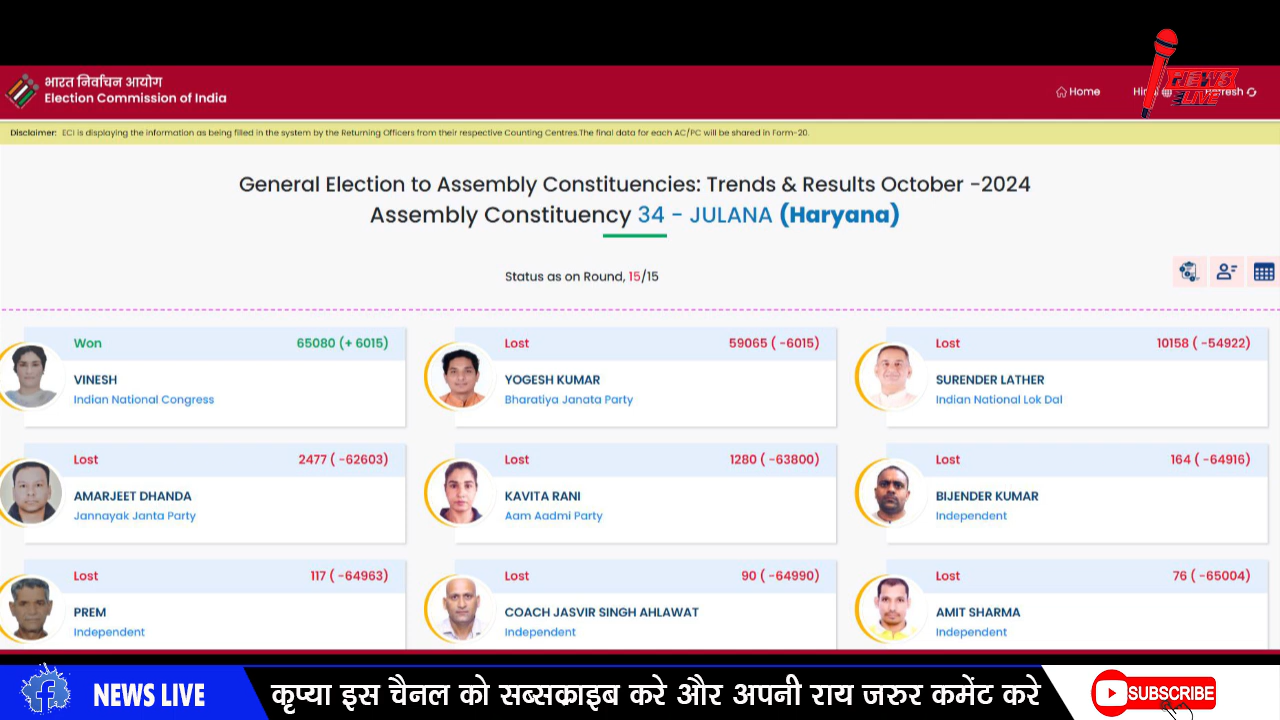 भारत निर्वाचन आयोग
Election Commission of India
Home
Refresh
NEWS
LIVE
Disclaimer: ECI is displaying the information as being filled in the system by the Returning Officers from their respective Counting Centres.The final data for each AC/PC will be shared in Form-20.
General Election to Assembly Constituencies: Trends & Results October -2024
Assembly Constituency 34 - JULANA (Haryana)
Status as on Round, 15/15
Won 65080 (+ 6015)
VINESH
Indian National Congress
Lost 59065 ( -6015)
YOGESH KUMAR
Bharatiya Janata Party
Lost 10158 ( -54922)
SURENDER LATHER
Indian National Lok Dal
Lost 2477 ( -62603)
AMARJEET DHANDA
Jannayak Janta Party
Lost 1280 ( -63800)
KAVITA RANI
Aam Aadmi Party
Lost 164 ( -64916)
BIJENDER KUMAR
Independent
Lost 117 ( -64963)
PREM
Independent
Lost 90 ( -64990)
COACH JASVIR SINGH AHLAWAT
Independent
Lost 76 ( -65004)
AMIT SHARMA
Independent
NEWS LIVE
कृप्या इस चैनल को सब्सक्राइब करे और अपनी राय जरुर कमेंट करे
SUBSCRIBE